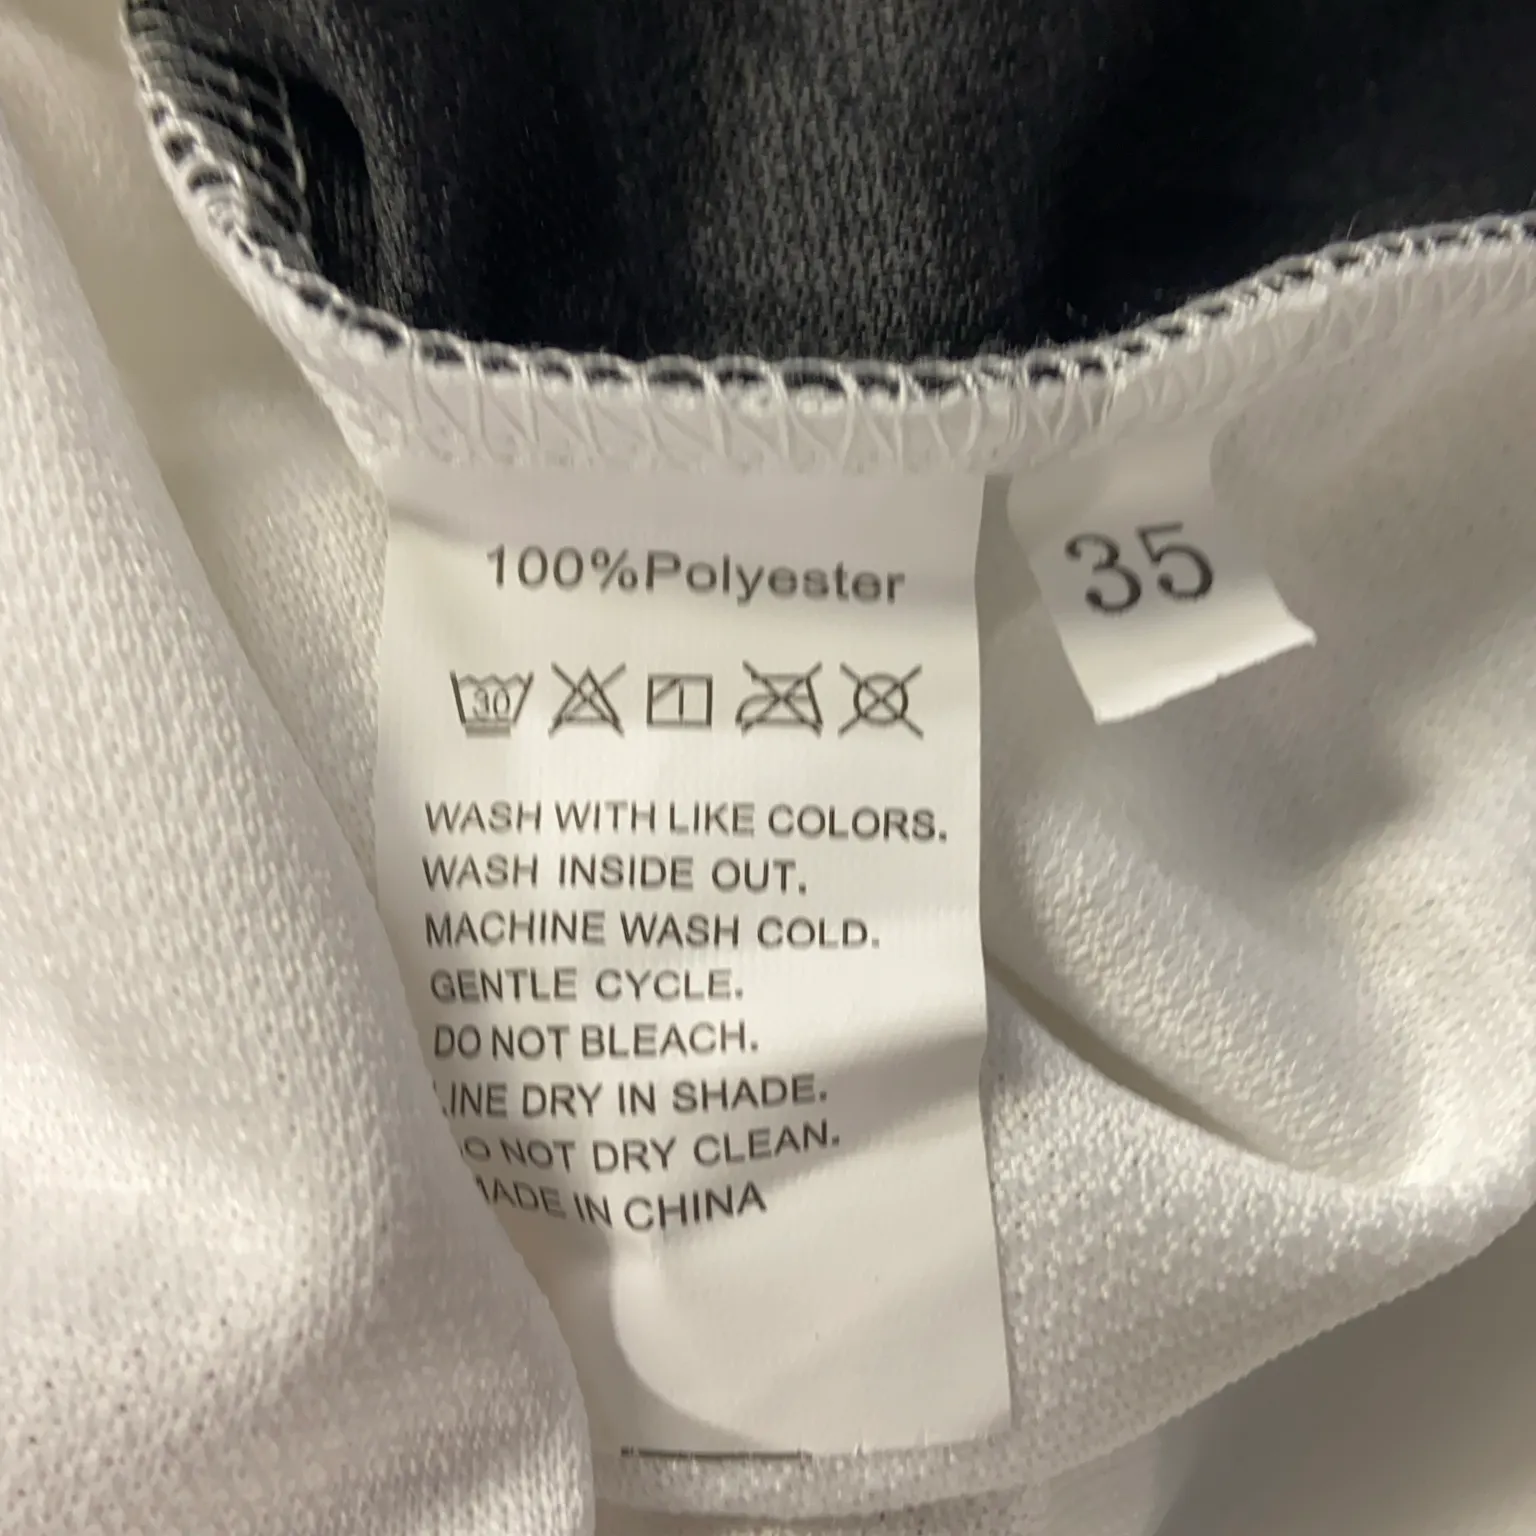 100%Polyester
35
30
WASH WITH LIKE COLORS.
WASH INSIDE OUT.
MACHINE WASH COLD.
GENTLE CYCLE.
DO NOT BLEACH.
LINE DRY IN SHADE.
DO NOT DRY CLEAN.
MADE IN CHINA